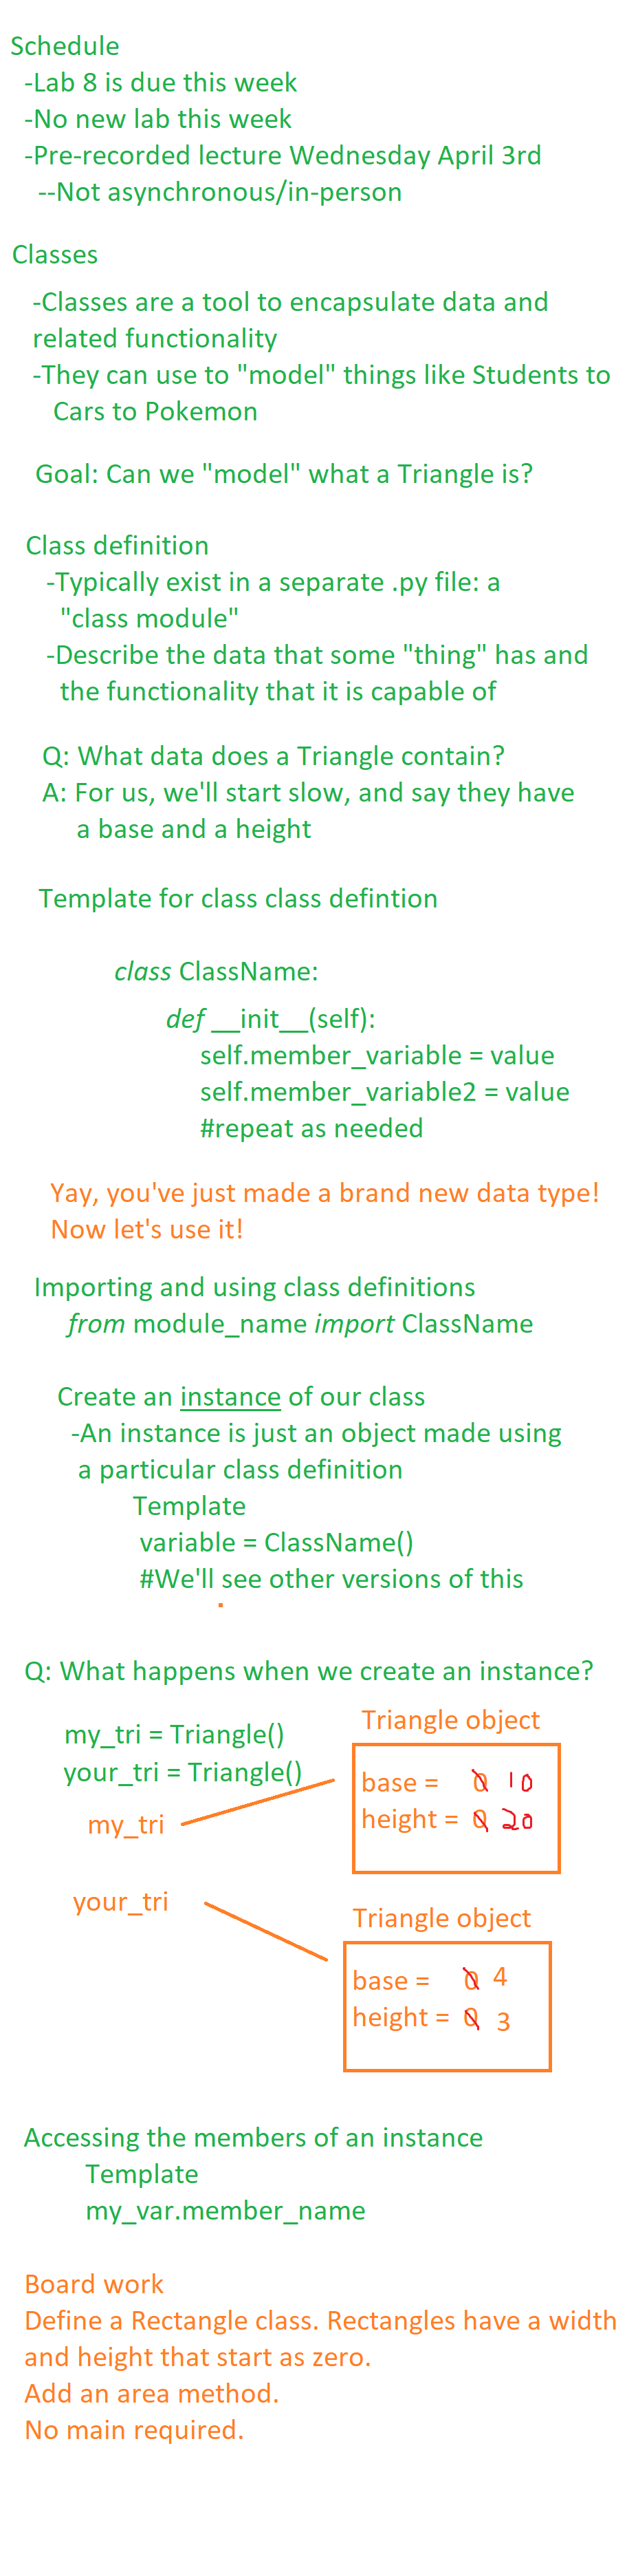 Schedule
-Lab 8 is due this week
-No new lab this week
-Pre-recorded lecture Wednesday April 3rd
--Not asynchronous/in-person
Classes
-Classes are a tool to encapsulate data and
related functionality
-They can use to "model" things like Students to
Cars to Pokemon
Goal: Can we "model" what a Triangle is?
Class definition
-Typically exist in a separate .py file: a
"class module"
-Describe the data that some "thing" has and
the functionality that it is capable of
Q: What data does a Triangle contain?
A: For us, we'll start slow, and say they have
a base and a height
Template for class class defintion
class ClassName:
def __init__(self):
self.member_variable = value
self.member_variable2 = value
#repeat as needed
Yay, you've just made a brand new data type!
Now let's use it!
Importing and using class definitions
from module_name import ClassName
Create an instance of our class
-An instance is just an object made using
a particular class definition
Template
variable = ClassName()
#We'll see other versions of this
Q: What happens when we create an instance?
my_tri = Triangle()
your_tri = Triangle()
my_tri
Triangle object
base = 0 10
height = 0 20
your_tri
Triangle object
base = 0 4
height = 0 3
Accessing the members of an instance
Template
my_var.member_name
Board work
Define a Rectangle class. Rectangles have a width
and height that start as zero.
Add an area method.
No main required.